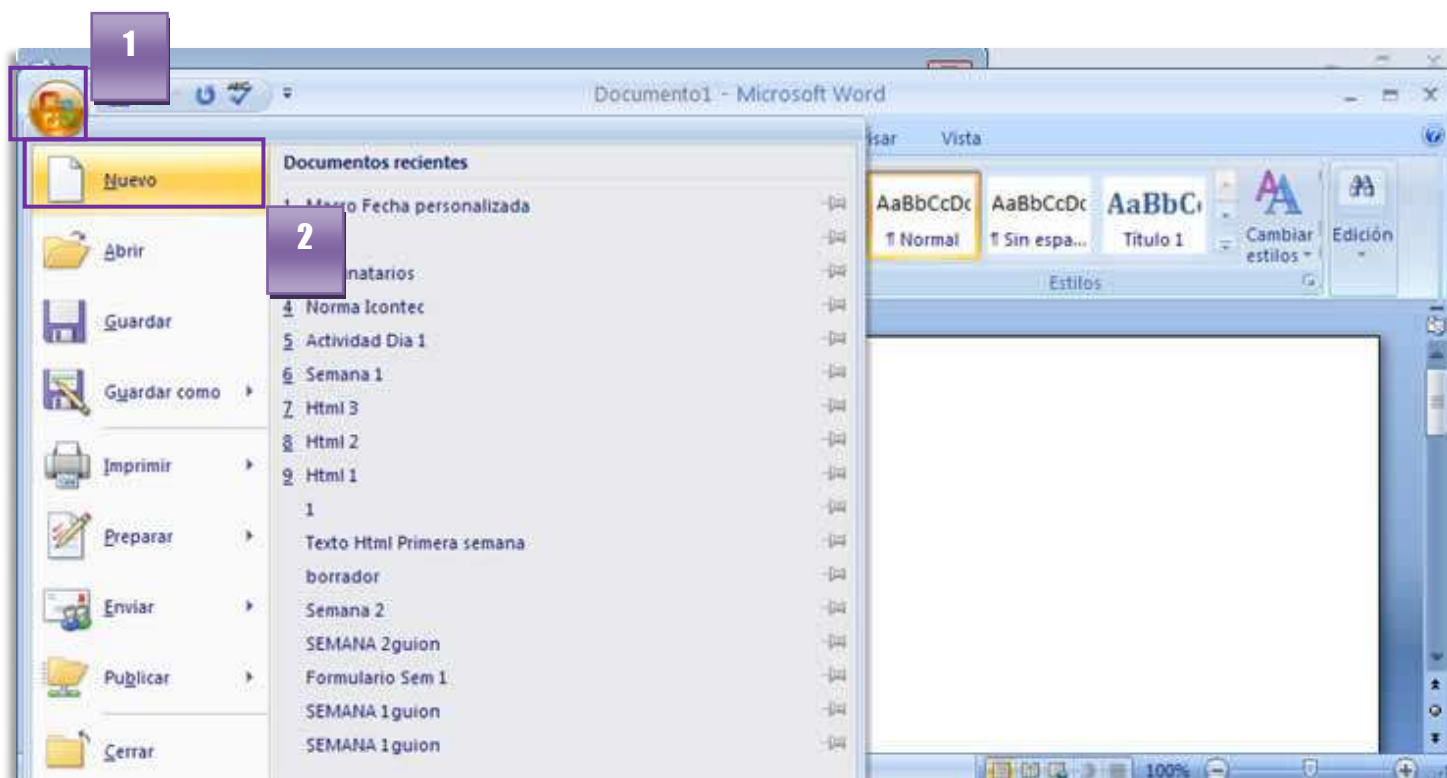 1
Documento1 - Microsoft Word
isar Vista
Nuevo
Abrir
Guardar
Guardar como
Imprimir
Preparar
Enviar
Publicar
Cerrar
2
Documentos recientes
1 Macro Fecha personalizada
inatarios
4 Norma Icontec
5 Actividad Dia 1
6 Semana 1
7 Html 3
8 Html 2
9 Html 1
1
Texto Html Primera semana
borrador
Semana 2
SEMANA 2guion
Formulario Sem 1
SEMANA 1guion
SEMANA 1guion
AaBbCcDc AaBbCcDc AaBbC
¶ Normal ¶ Sin espa... Título 1
Cambiar
estilos
Edición
Estilos
100%